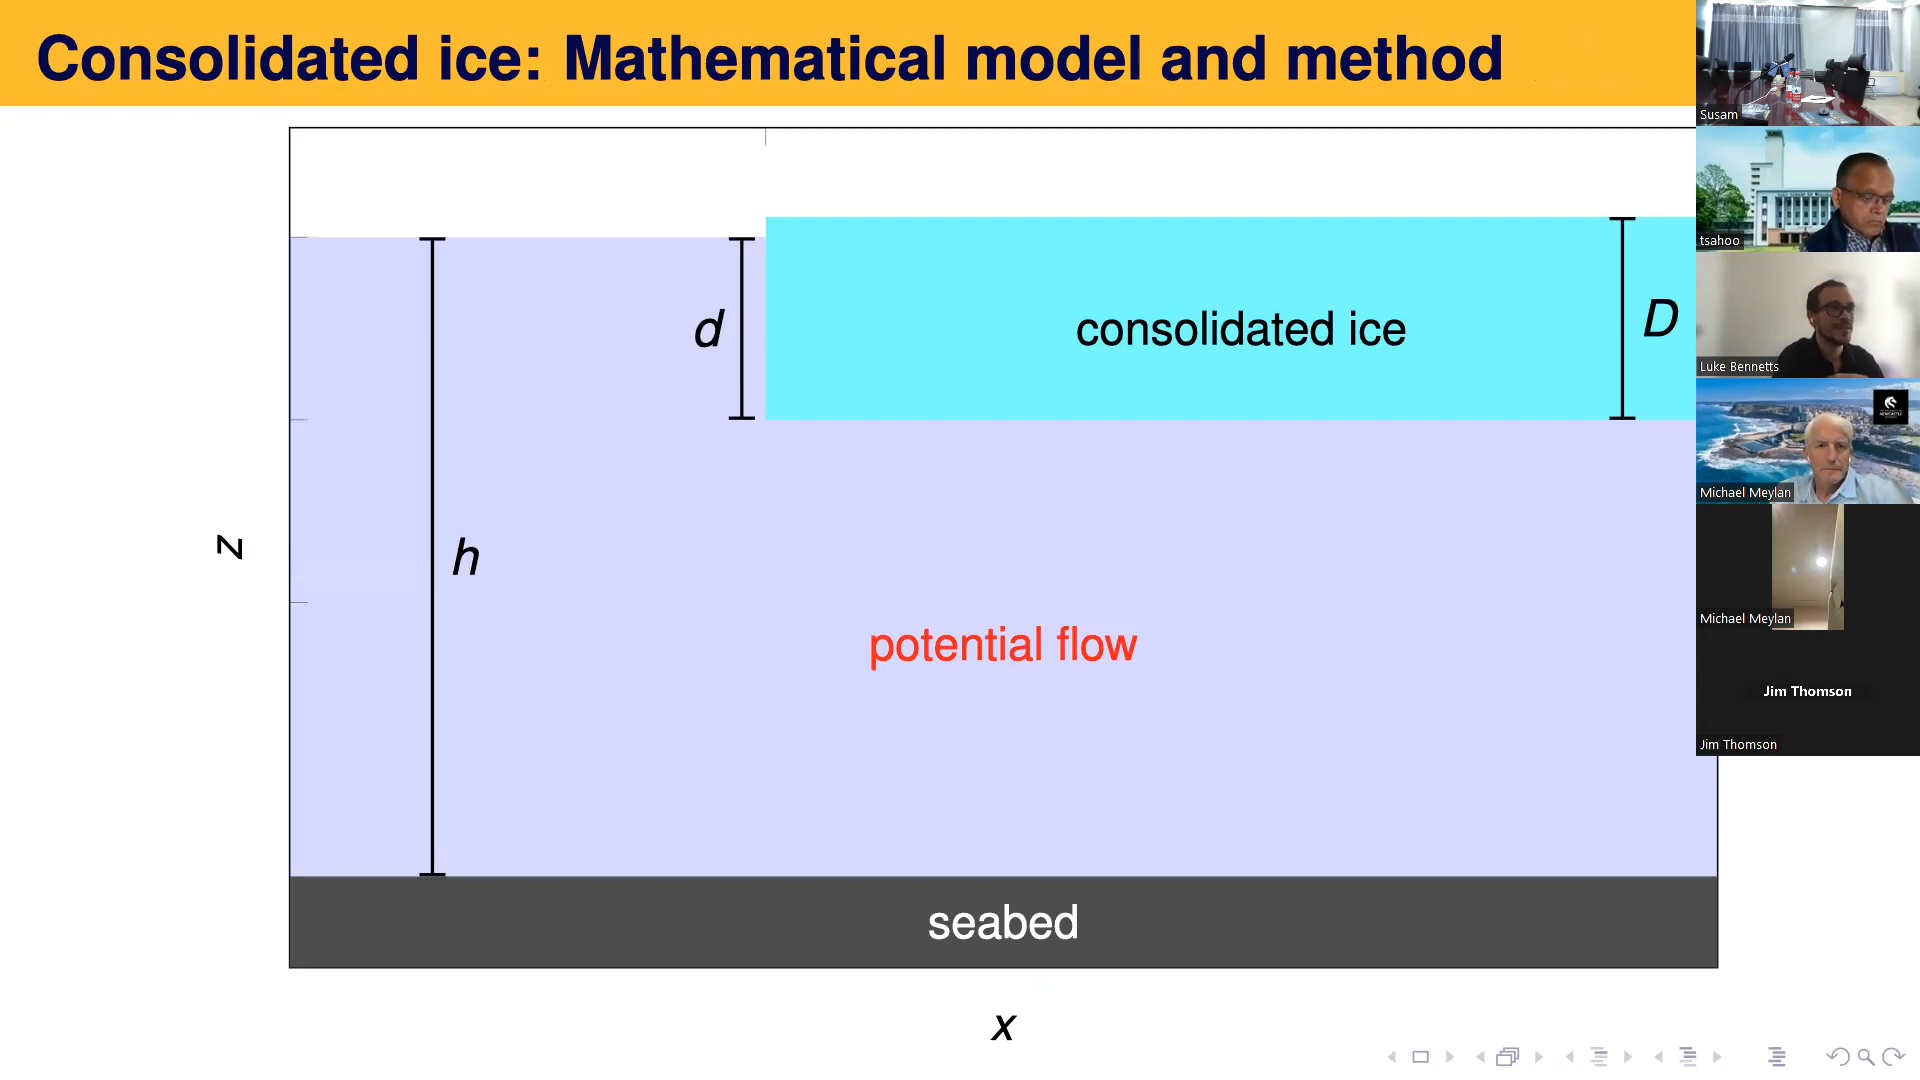 Consolidated ice: Mathematical model and method
Susam
tsahoo
d
consolidated ice
D
Luke Bennetts
Michael Meylan
z
h
potential flow
Michael Meylan
Jim Thomson
Jim Thomson
seabed
x